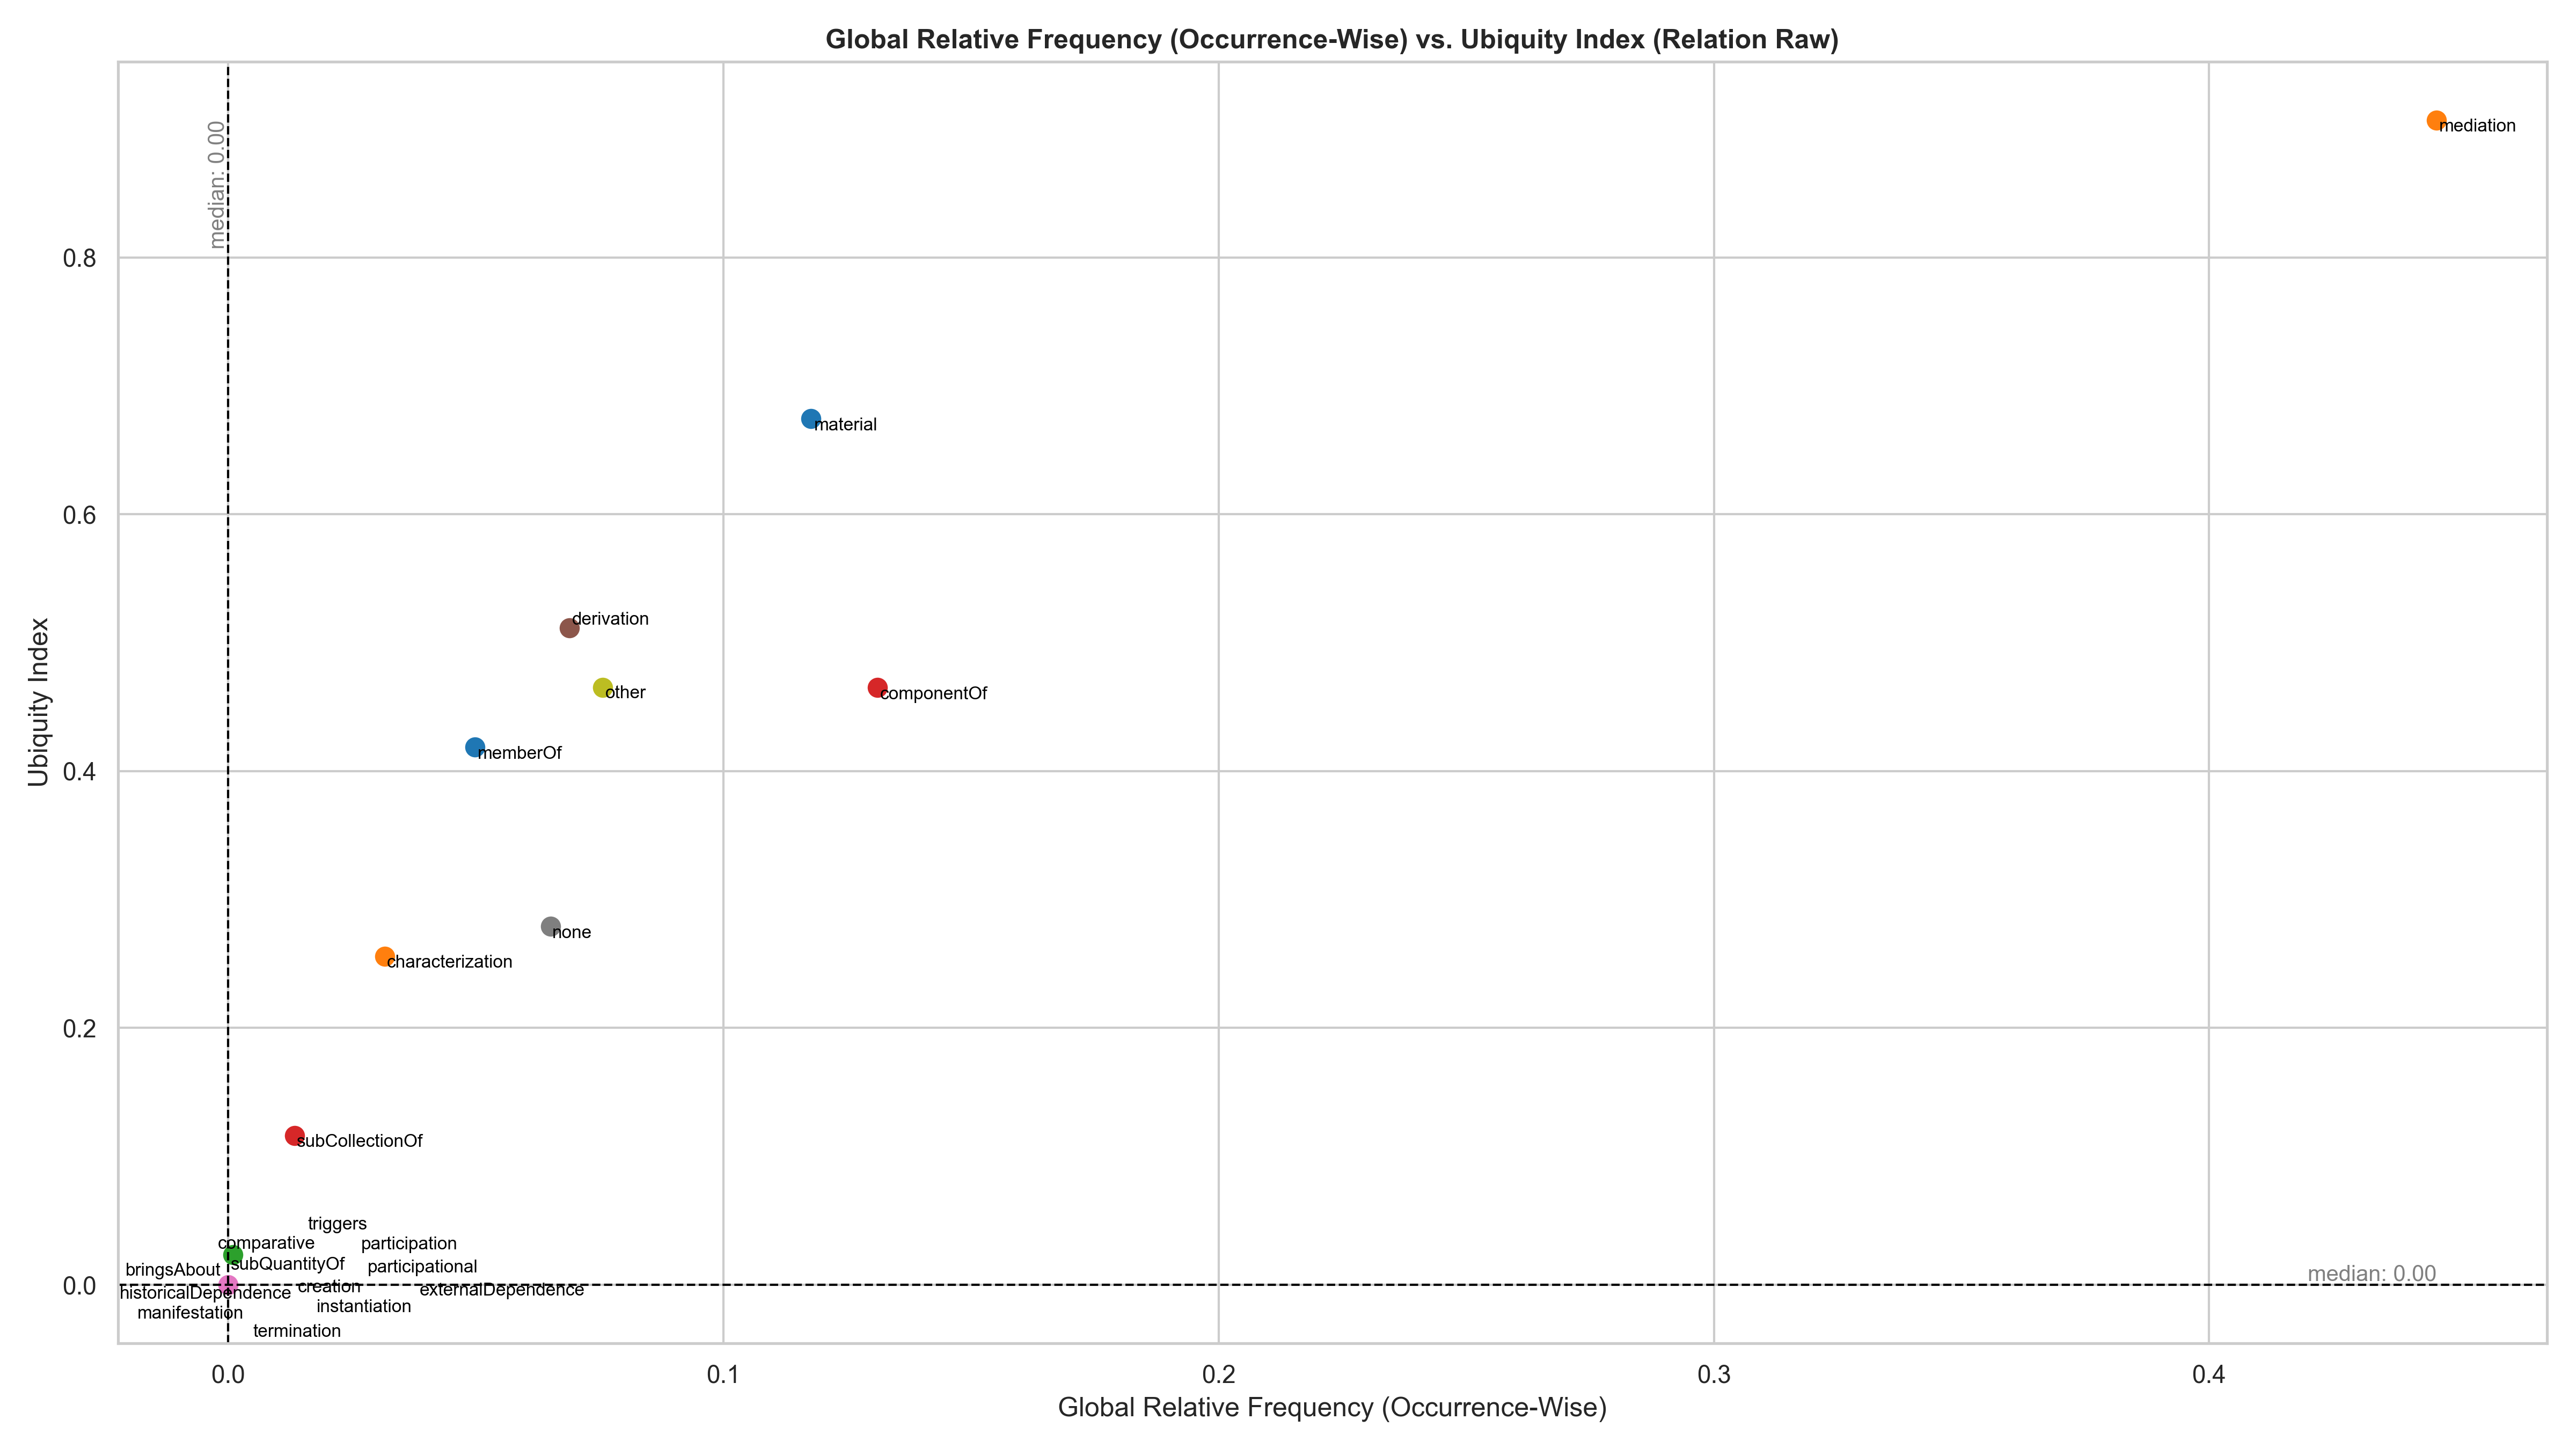 Global Relative Frequency (Occurrence-Wise) vs. Ubiquity Index (Relation Raw)
median: 0.00
mediation
0.8
material
0.6
derivation
other
componentOf
memberOf
0.4
none
characterization
0.2
subCollectionOf
triggers
comparative
participation
subQuantityOf
participational
bringsAbout
median: 0.00
0.0
creation
externalDependence
historicalDependence
instantiation
manifestation
termination
Ubiquity Index
0.0
0.1
0.2
0.3
0.4
Global Relative Frequency (Occurrence-Wise)